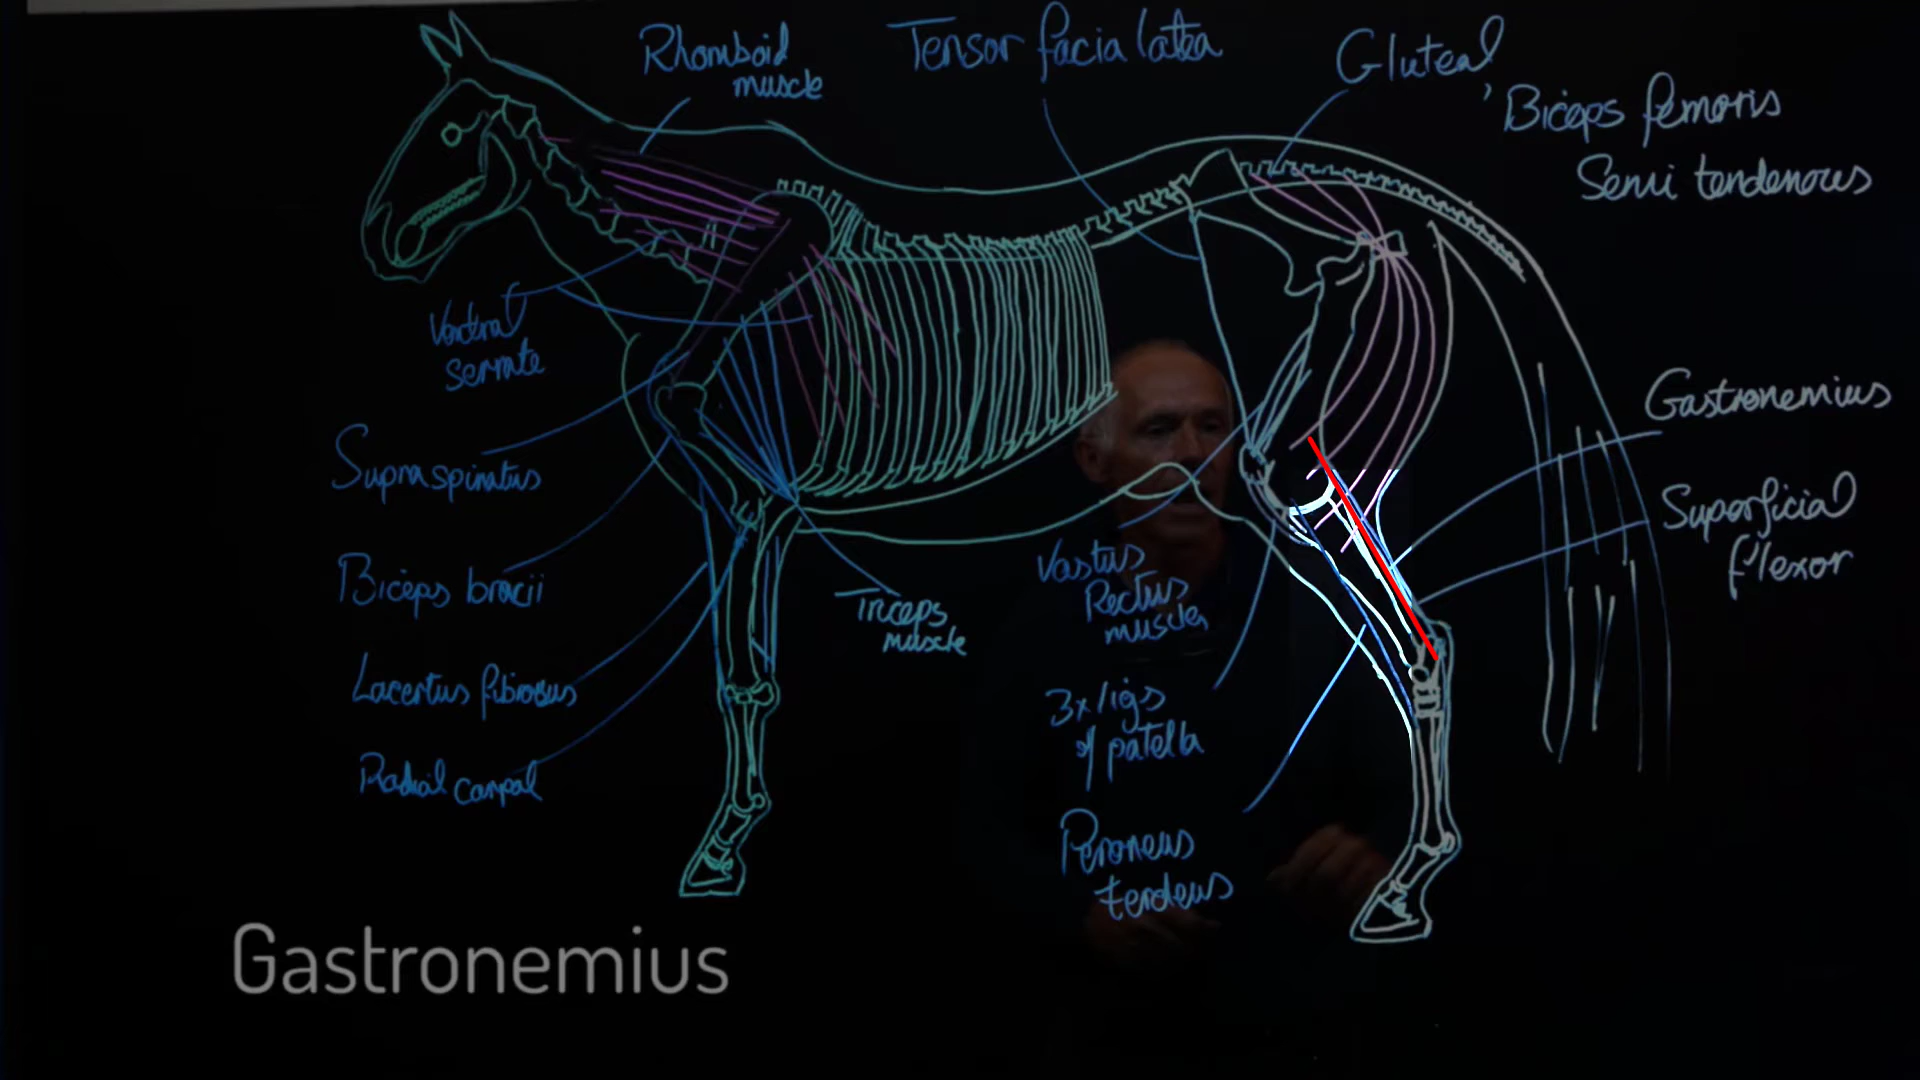 Rhomboid
muscle
Tensor facia latea
Gluteal
' Biceps femoris
Semi tendenous
Ventral
serrate
Supraspinatus
Biceps bracii
Lacertus fibrosus
Radial carpal
Triceps
muscle
Vastus
Rectus
muscles
3x ligs
of patella
Peroneus
tendeus
Gastronemius
Superficial
flexor
Gastronemius